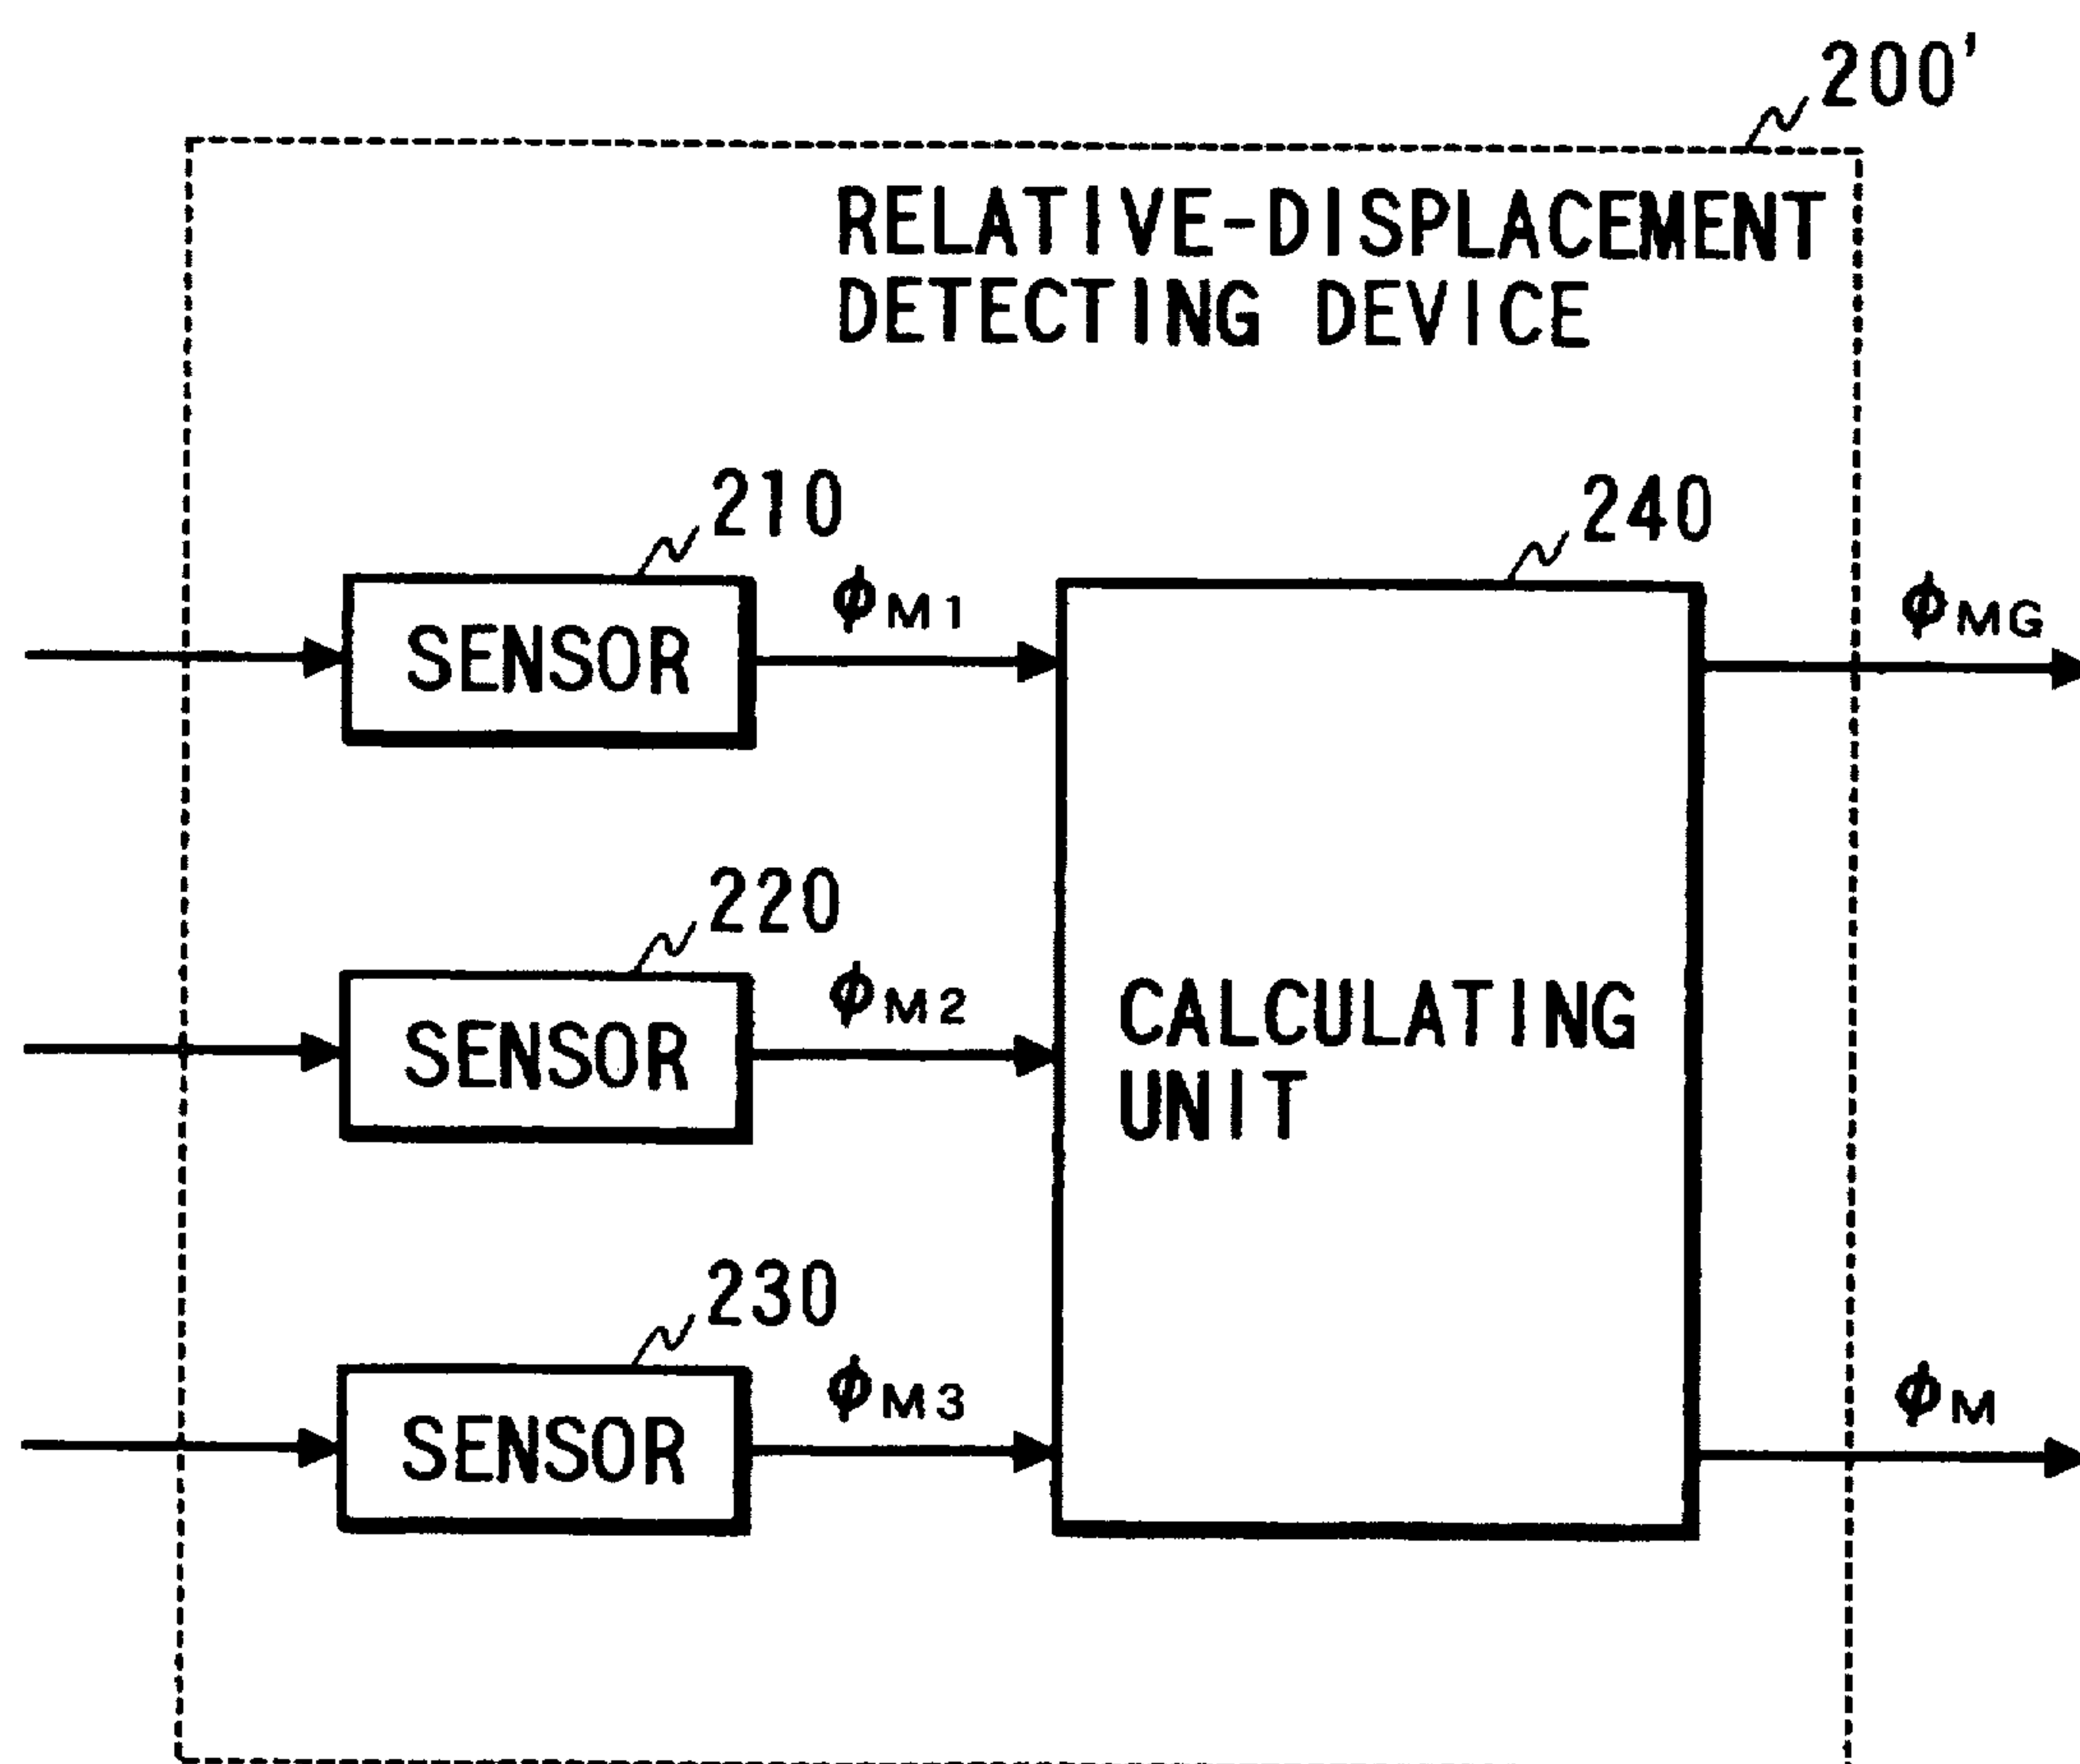 200'
RELATIVE-DISPLACEMENT
DETECTING DEVICE
210
240
SENSOR
ϕM1
ϕMG
220
SENSOR
ϕM2
CALCULATING
UNIT
230
SENSOR
ϕM3
ϕM